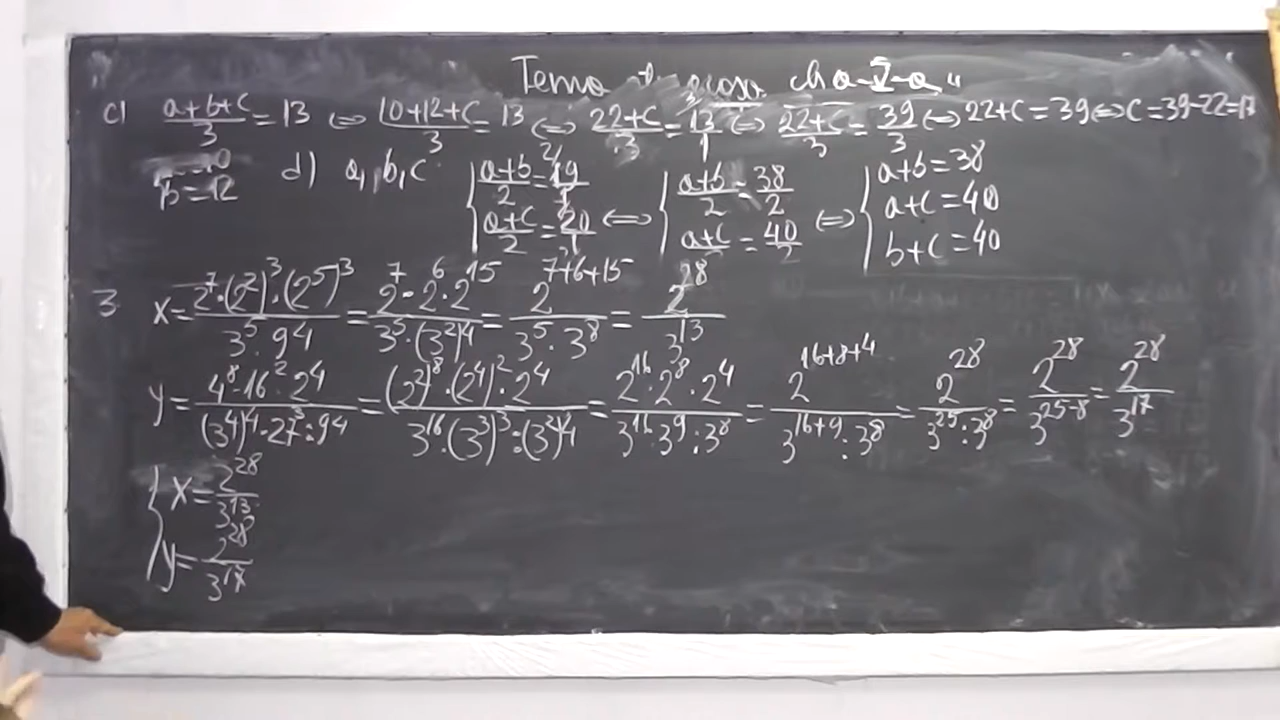 Tema cls a-V-a
c) (a+b+c)/3 = 13 ⇔ (10+12+c)/3 = 13 ⇔ (22+c)/3 = ³⁾13/1 ⇔ (22+c)/3 = 39/3 ⇔ 22+c = 39 ⇔ c = 39-22 = 17
b = 12 d) a, b, c { (a+b)/2 = ²⁾19/1 ⇔ { (a+b)/2 = 38/2 ⇔ { a+b = 38
(a+c)/2 = 20/1 (a+c)/2 = 40/2 a+c = 40
b+c = 40
3. x = (2⁷·(2²)³·(2⁵)³)/(3⁵·9⁴) = (2⁷·2⁶·2¹⁵)/(3⁵·(3²)⁴) = 2⁷⁺⁶⁺¹⁵/(3⁵·3⁸) = 2²⁸/3¹³
y = (4⁸·16²·2⁴)/((3⁴)⁴·27³:9⁴) = ((2²)⁸·(2⁴)²·2⁴)/(3¹⁶·(3³)³:(3²)⁴) = (2¹⁶·2⁸·2⁴)/(3¹⁶·3⁹:3⁸) = 2¹⁶⁺⁸⁺⁴/(3¹⁶⁺⁹:3⁸) = 2²⁸/(3²⁵:3⁸) = 2²⁸/3²⁵⁻⁸ = 2²⁸/3¹⁷
{ x = 2²⁸/3¹³
y = 2²⁸/3¹⁷